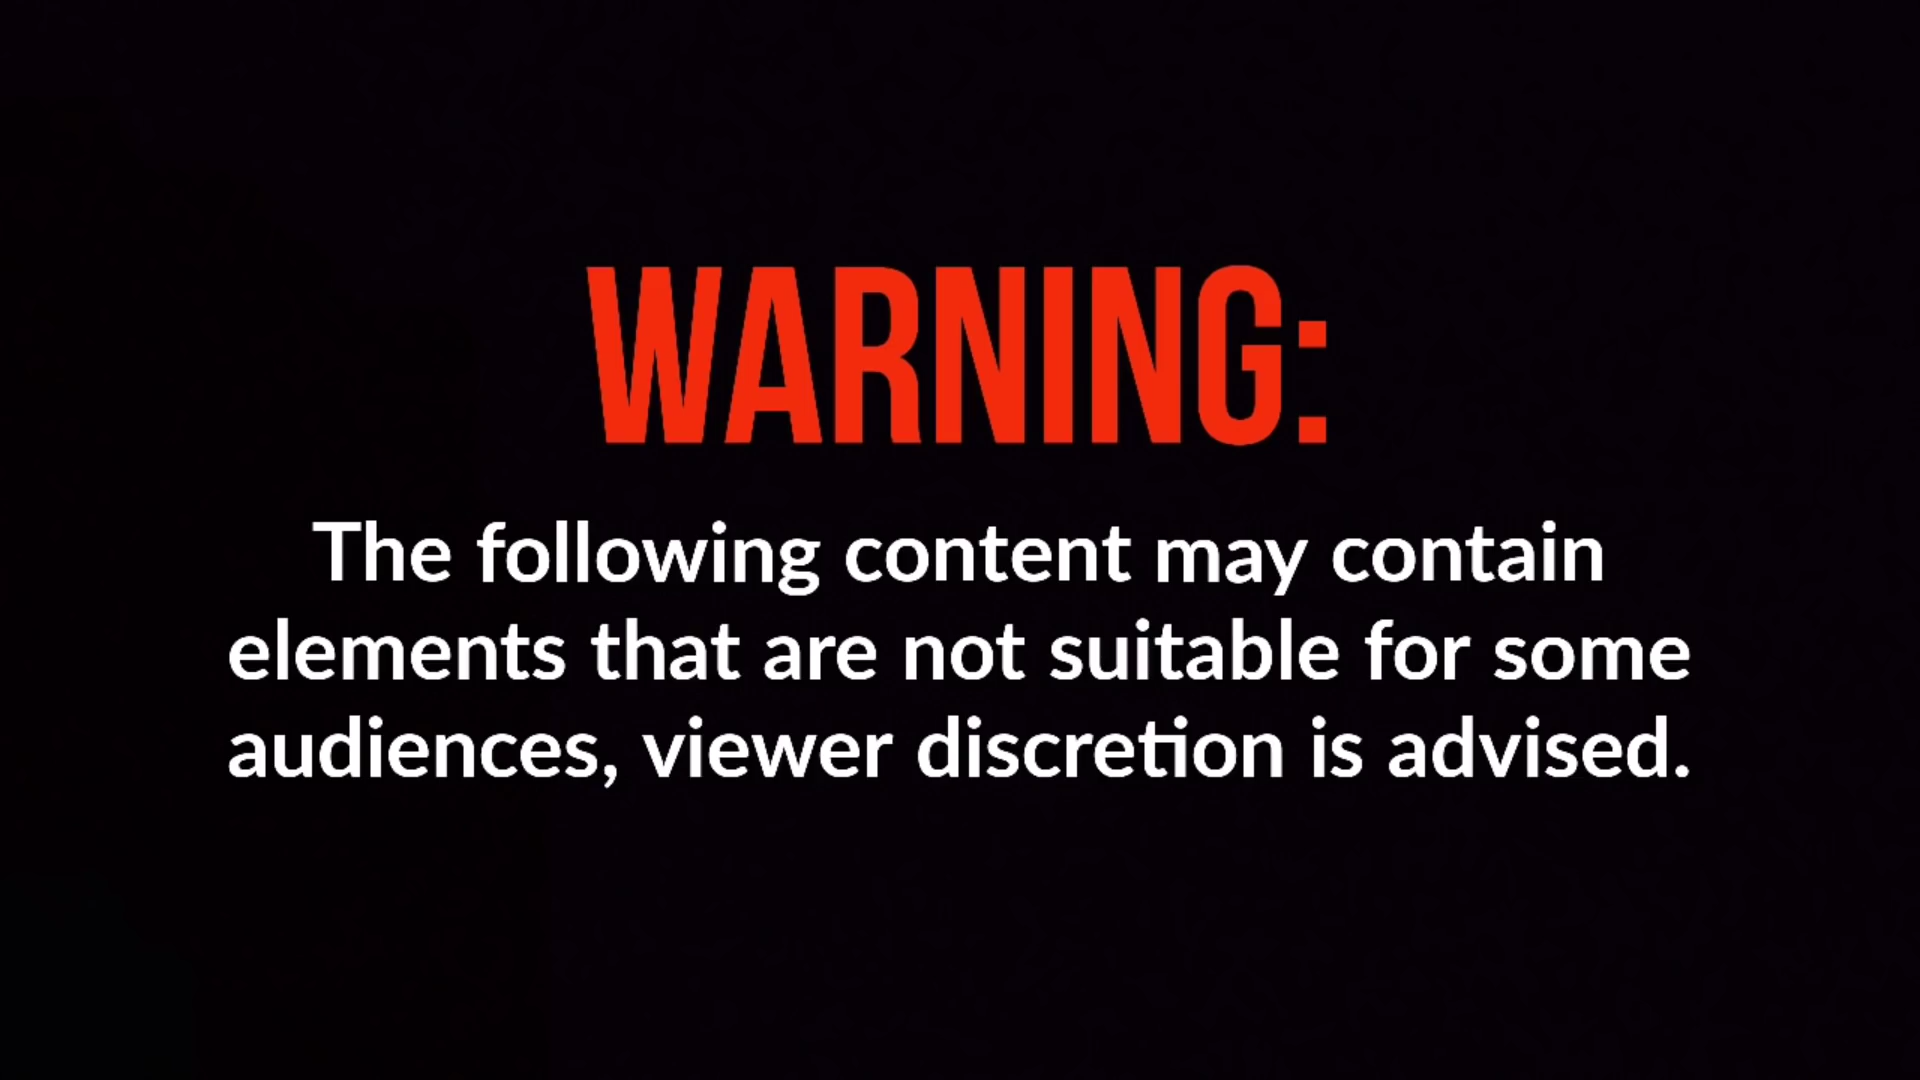 WARNING:
The following content may contain
elements that are not suitable for some
audiences, viewer discretion is advised.